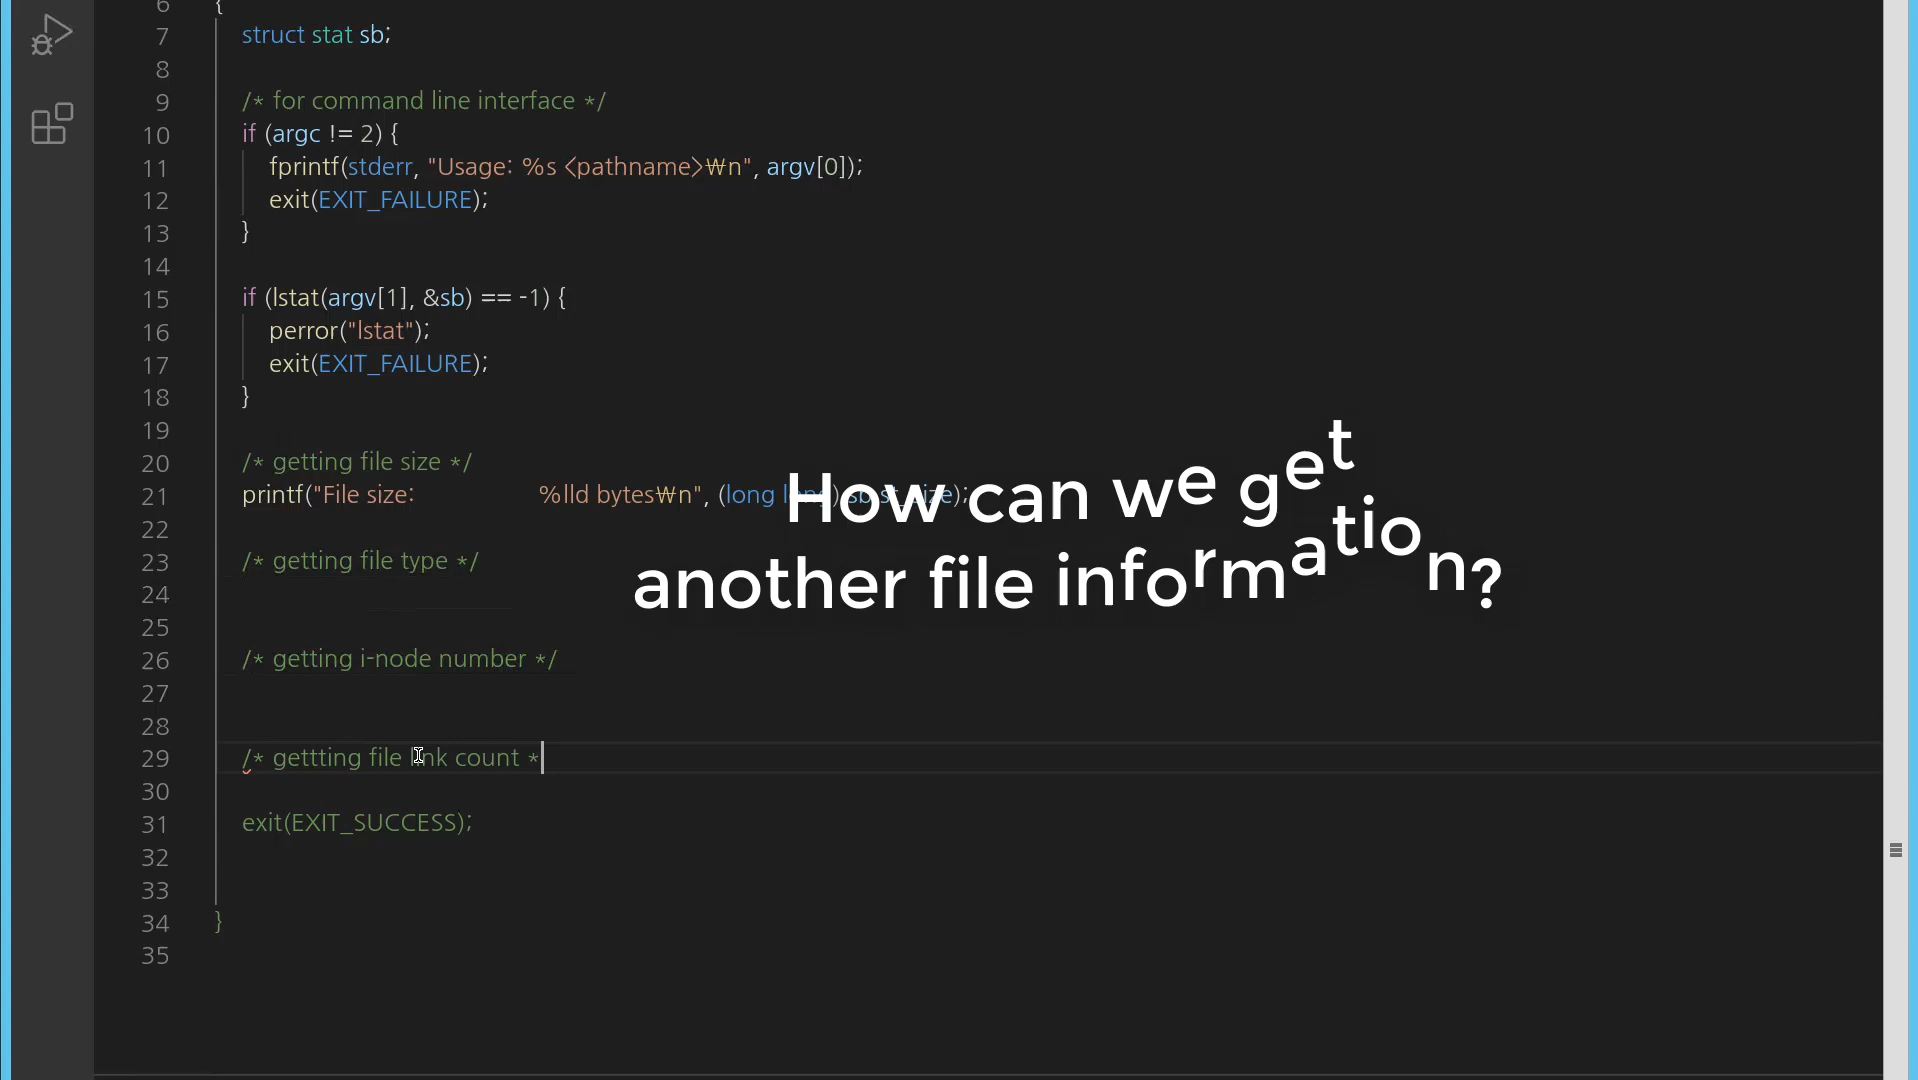 6 {
7 struct stat sb;
8
9 /* for command line interface */
10 if (argc != 2) {
11 fprintf(stderr, "Usage: %s <pathname>₩n", argv[0]);
12 exit(EXIT_FAILURE);
13 }
14
15 if (lstat(argv[1], &sb) == -1) {
16 perror("lstat");
17 exit(EXIT_FAILURE);
18 }
19
20 /* getting file size */
21 printf("File size: %lld bytes₩n", (long long) sb.st_size);
How can we get
another file information?
22
23 /* getting file type */
24
25
26 /* getting i-node number */
27
28
29 /* gettting file link count *
30
31 exit(EXIT_SUCCESS);
32
33
34 }
35